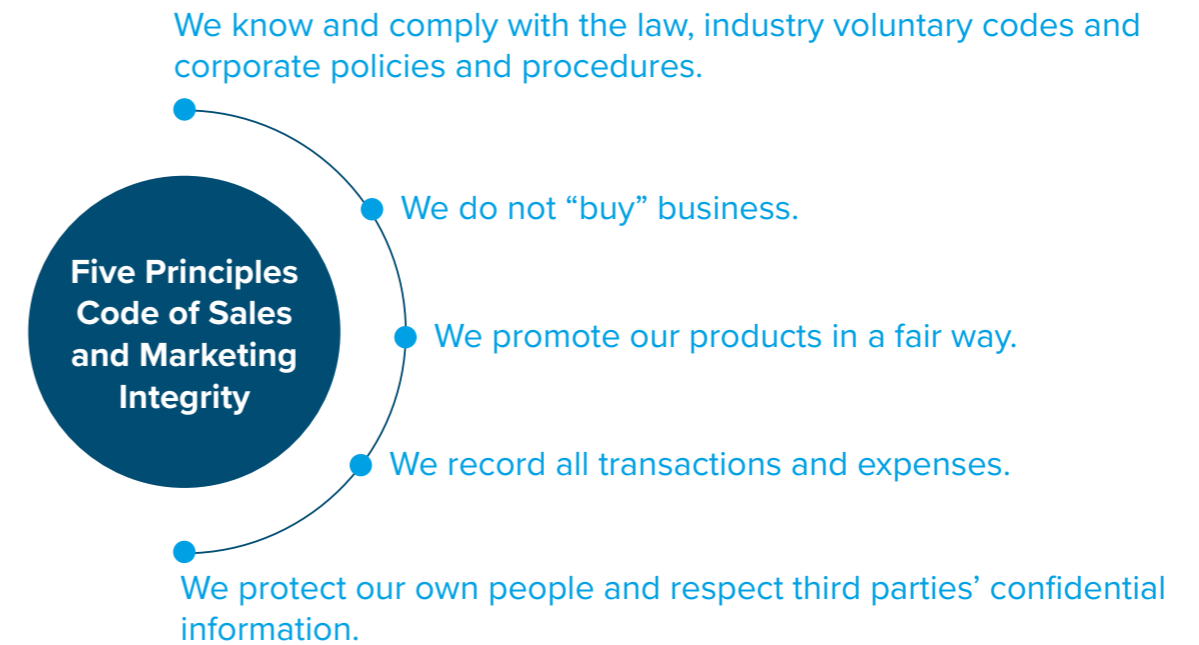 We know and comply with the law, industry voluntary codes and
corporate policies and procedures.
We do not “buy” business.
Five Principles
Code of Sales
and Marketing
Integrity
We promote our products in a fair way.
We record all transactions and expenses.
We protect our own people and respect third parties’ confidential
information.